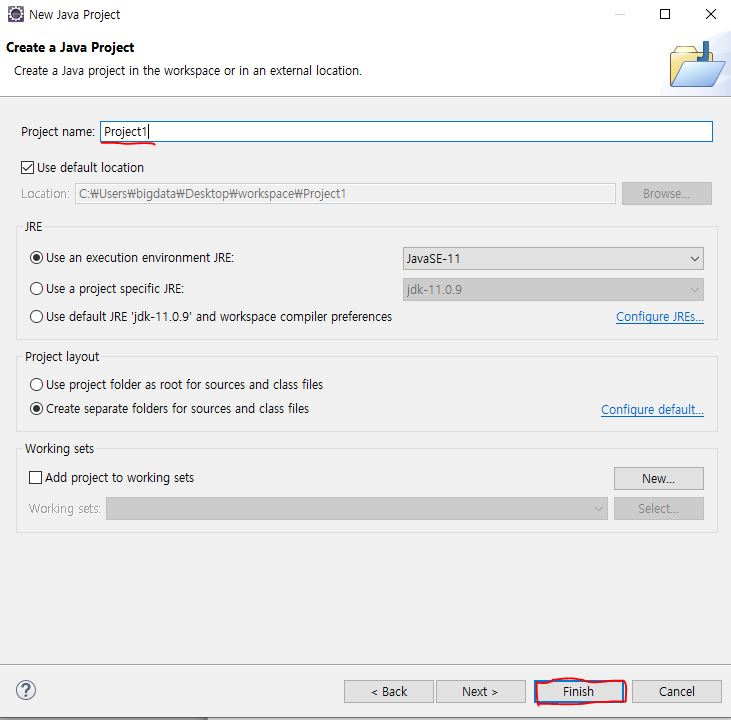 New Java Project
Create a Java Project
Create a Java project in the workspace or in an external location.
Project name: Project1
Use default location
Location: C:₩Users₩bigdata₩Desktop₩workspace₩Project1 Browse...
JRE
Use an execution environment JRE: JavaSE-11
Use a project specific JRE: jdk-11.0.9
Use default JRE 'jdk-11.0.9' and workspace compiler preferences Configure JREs...
Project layout
Use project folder as root for sources and class files
Create separate folders for sources and class files Configure default...
Working sets
Add project to working sets New...
Working sets: Select...
? < Back Next > Finish Cancel